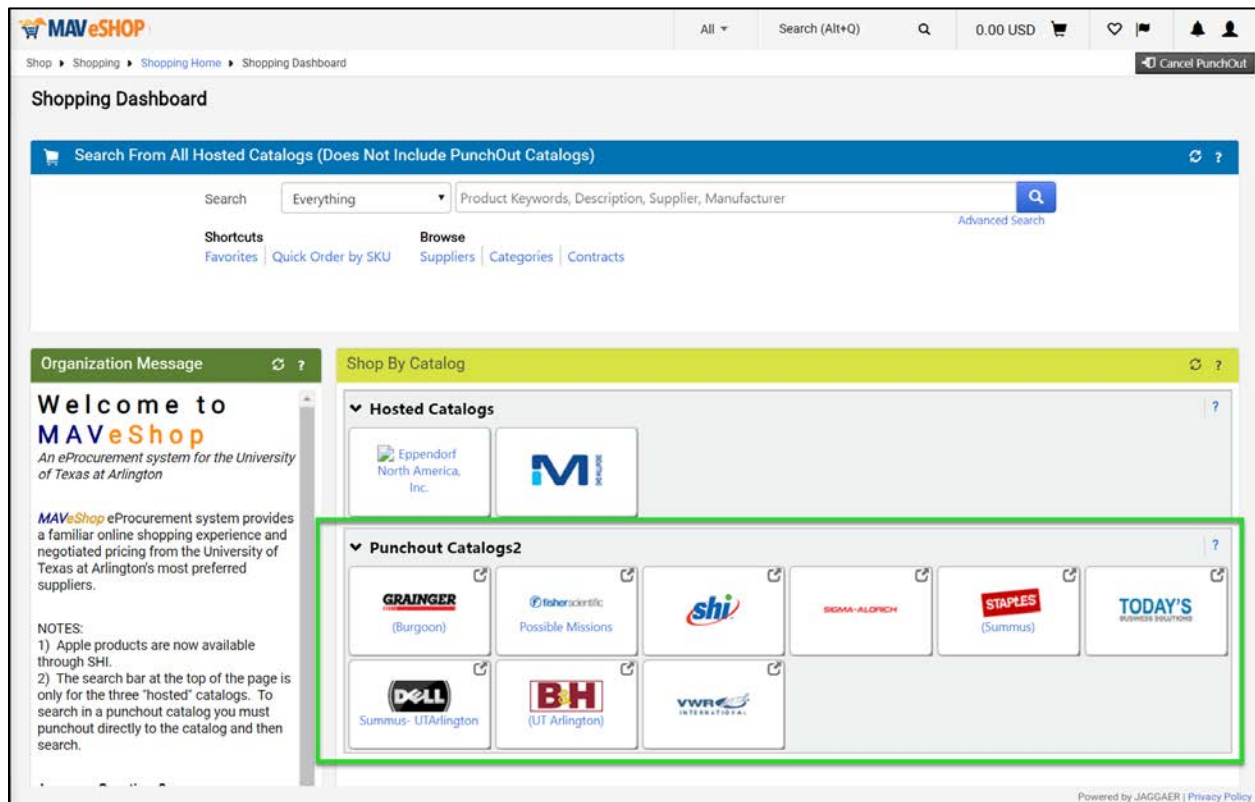 MAVeSHOP
All
Search (Alt+Q)
0.00 USD
Shop ▸ Shopping ▸ Shopping Home ▸ Shopping Dashboard
Cancel PunchOut
Shopping Dashboard
Search From All Hosted Catalogs (Does Not Include PunchOut Catalogs)
?
Search
Everything
Product Keywords, Description, Supplier, Manufacturer
Advanced Search
Shortcuts
Browse
Favorites
Quick Order by SKU
Suppliers
Categories
Contracts
Organization Message
?
Welcome to
MAVeShop
An eProcurement system for the University
of Texas at Arlington
MAVeShop eProcurement system provides
a familiar online shopping experience and
negotiated pricing from the University of
Texas at Arlington's most preferred
suppliers.
NOTES:
1) Apple products are now available
through SHI.
2) The search bar at the top of the page is
only for the three "hosted" catalogs. To
search in a punchout catalog you must
punchout directly to the catalog and then
search.
Shop By Catalog
?
Hosted Catalogs
?
Eppendorf
North America,
Inc.
M
Punchout Catalogs2
?
GRAINGER
(Burgoon)
fisher scientific
Possible Missions
shi
SIGMA-ALDRICH
STAPLES
(Summus)
TODAY'S
BUSINESS SOLUTIONS
DELL
Summus- UTArlington
B&H
(UT Arlington)
VWR
INTERNATIONAL
Powered by JAGGAER | Privacy Policy